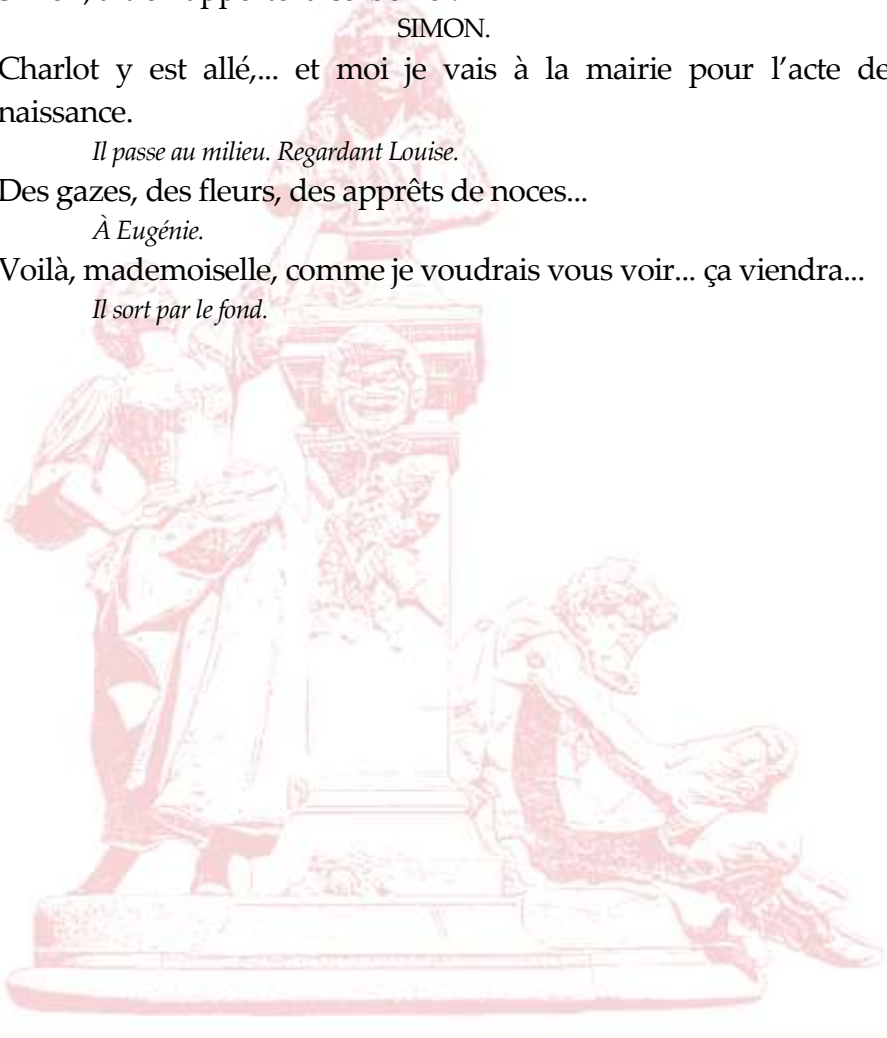 SIMON.
Charlot y est allé,... et moi je vais à la mairie pour l’acte de
naissance.
Il passe au milieu. Regardant Louise.
Des gazes, des fleurs, des apprêts de noces...
À Eugénie.
Voilà, mademoiselle, comme je voudrais vous voir... ça viendra...
Il sort par le fond.